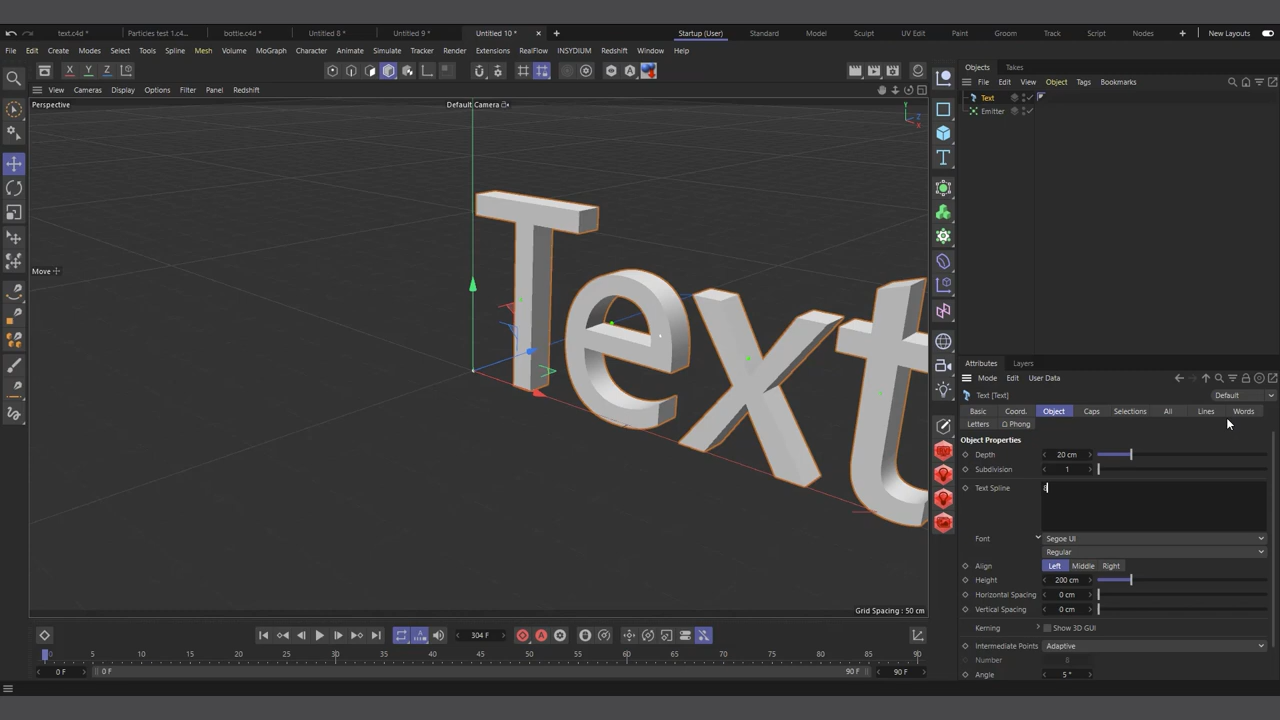 text.c4d * Particles test 1.c4... bottle.c4d * Untitled 8 * Untitled 9 * Untitled 10 * Startup (User) Standard Model Sculpt UV Edit Paint Groom Track Script Nodes New Layouts
File Edit Create Modes Select Tools Spline Mesh Volume MoGraph Character Animate Simulate Tracker Render Extensions RealFlow INSYDIUM Redshift Window Help
X Y Z
Objects Takes
File Edit View Object Tags Bookmarks
View Cameras Display Options Filter Panel Redshift
Perspective
Default Camera
Text
Emitter
Y
Z
X
Text
Move
Attributes Layers
Mode Edit User Data
Text [Text]
Default
Basic Coord. Object Caps Selections All Lines Words
Letters Phong
Object Properties
Depth 20 cm
Subdivision 1
Text Spline 8
Font Segoe UI
Regular
Align Left Middle Right
Height 200 cm
Horizontal Spacing 0 cm
Vertical Spacing 0 cm
Kerning Show 3D GUI
Intermediate Points Adaptive
Number 8
Angle 5 °
Grid Spacing : 50 cm
304 F
0 5 10 15 20 25 30 35 40 45 50 55 60 65 70 75 80 85 90
0 F 0 F 90 F 90 F